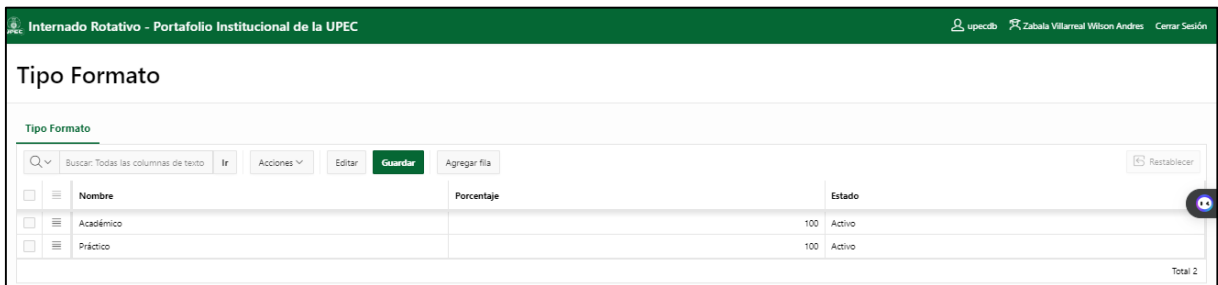 UPEC Internado Rotativo - Portafolio Institucional de la UPEC upecdb Zabala Villarreal Wilson Andres Cerrar Sesión
Tipo Formato
Tipo Formato
Buscar: Todas las columnas de texto Ir Acciones Editar Guardar Agregar fila Restablecer
Nombre Porcentaje Estado
Académico 100 Activo
Práctico 100 Activo
Total 2